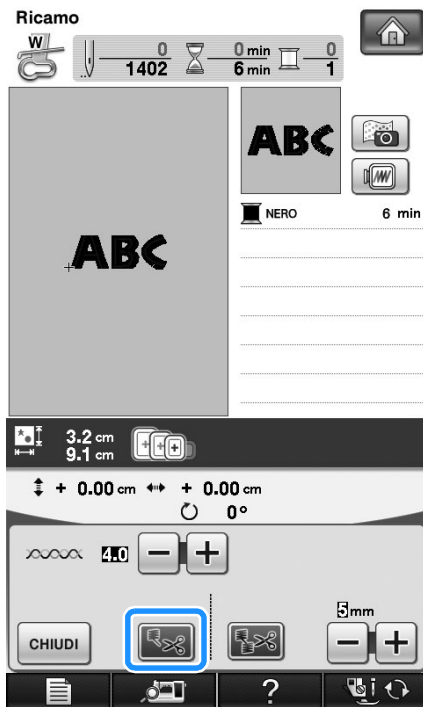 Ricamo
W
0 0 min 0
1402 6 min 1
ABC
ABC
NERO 6 min
3.2 cm
9.1 cm
+ 0.00 cm + 0.00 cm
0°
4.0 − +
5mm
CHIUDI − +
?